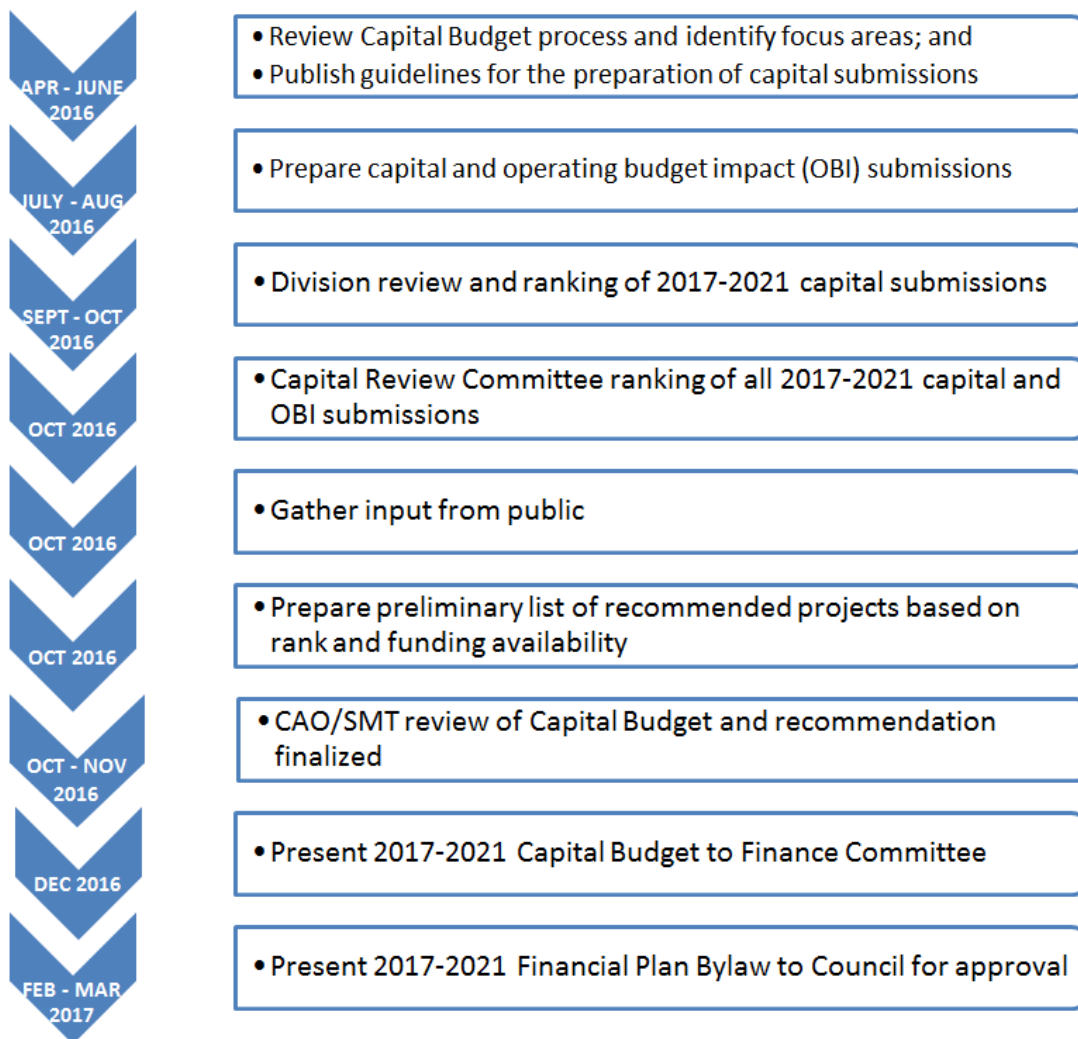 APR - JUNE
2016
• Review Capital Budget process and identify focus areas; and
• Publish guidelines for the preparation of capital submissions
JULY - AUG
2016
• Prepare capital and operating budget impact (OBI) submissions
SEPT - OCT
2016
• Division review and ranking of 2017-2021 capital submissions
OCT 2016
• Capital Review Committee ranking of all 2017-2021 capital and
OBI submissions
OCT 2016
• Gather input from public
OCT 2016
• Prepare preliminary list of recommended projects based on
rank and funding availability
OCT - NOV
2016
• CAO/SMT review of Capital Budget and recommendation
finalized
DEC 2016
• Present 2017-2021 Capital Budget to Finance Committee
FEB - MAR
2017
• Present 2017-2021 Financial Plan Bylaw to Council for approval